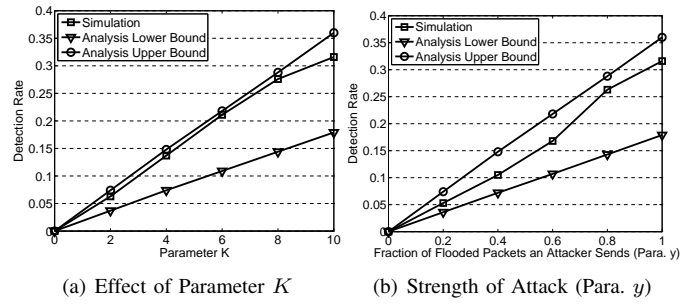 0.4
0.35
0.3
0.25
0.2
0.15
0.1
0.05
0
Detection Rate
Simulation
Analysis Lower Bound
Analysis Upper Bound
0 2 4 6 8 10
Parameter K
(a) Effect of Parameter K
0.4
0.35
0.3
0.25
0.2
0.15
0.1
0.05
0
Detection Rate
Simulation
Analysis Lower Bound
Analysis Upper Bound
0 0.2 0.4 0.6 0.8 1
Fraction of Flooded Packets an Attacker Sends (Para. y)
(b) Strength of Attack (Para. y)